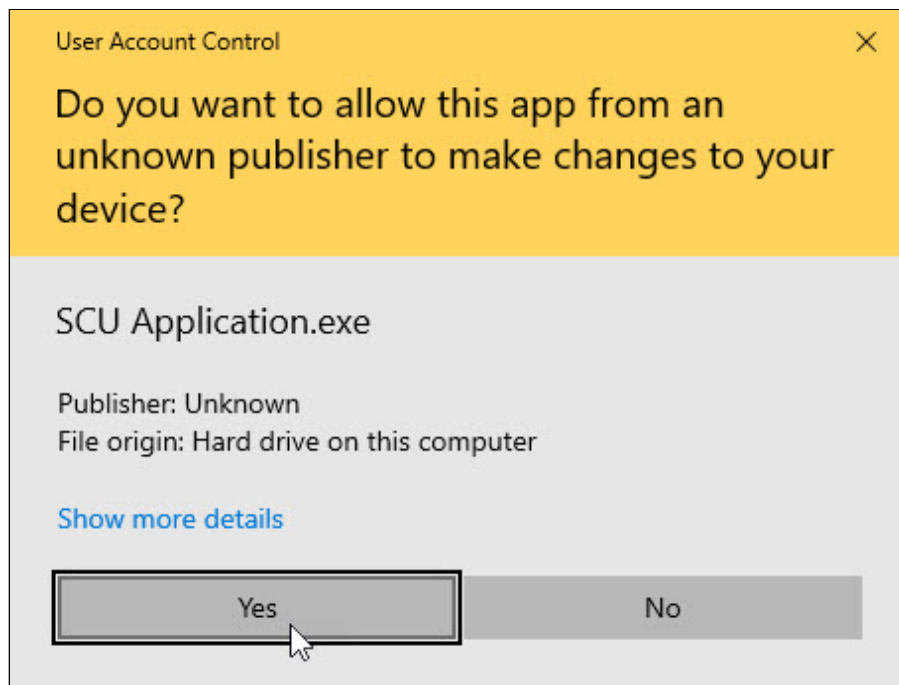 User Account Control
Do you want to allow this app from an
unknown publisher to make changes to your
device?
SCU Application.exe
Publisher: Unknown
File origin: Hard drive on this computer
Show more details
Yes
No